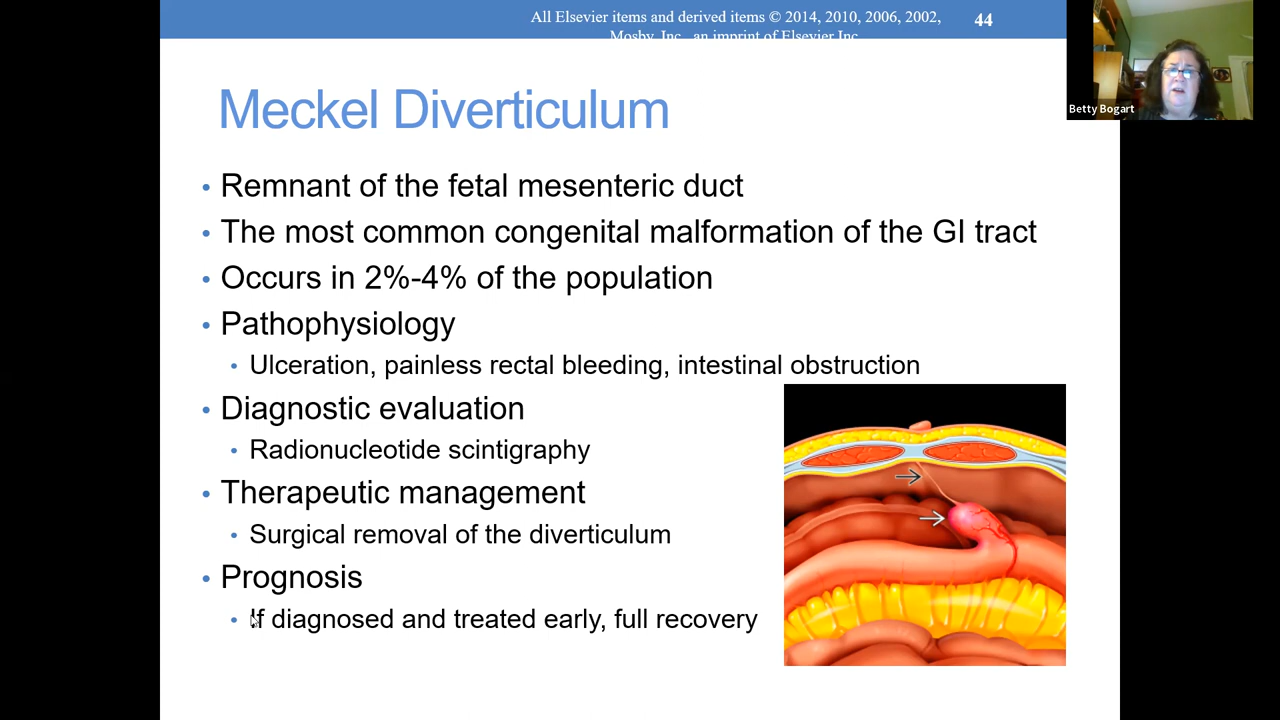 All Elsevier items and derived items © 2014, 2010, 2006, 2002,
Mosby, Inc., an imprint of Elsevier Inc.
44
Betty Bogart
Meckel Diverticulum
• Remnant of the fetal mesenteric duct
• The most common congenital malformation of the GI tract
• Occurs in 2%-4% of the population
• Pathophysiology
• Ulceration, painless rectal bleeding, intestinal obstruction
• Diagnostic evaluation
• Radionucleotide scintigraphy
• Therapeutic management
• Surgical removal of the diverticulum
• Prognosis
• If diagnosed and treated early, full recovery